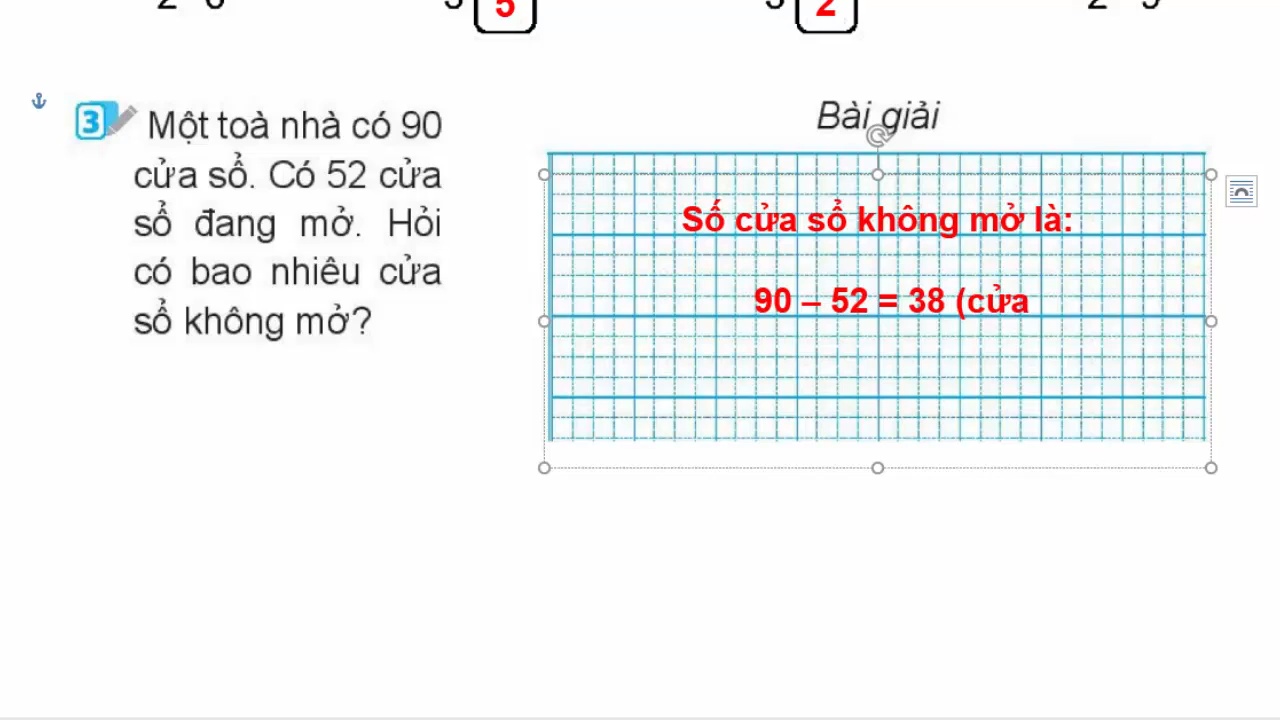 5
2
3 Một toà nhà có 90
cửa sổ. Có 52 cửa
sổ đang mở. Hỏi
có bao nhiêu cửa
sổ không mở?
Bài giải
Số cửa sổ không mở là:
90 – 52 = 38 (cửa